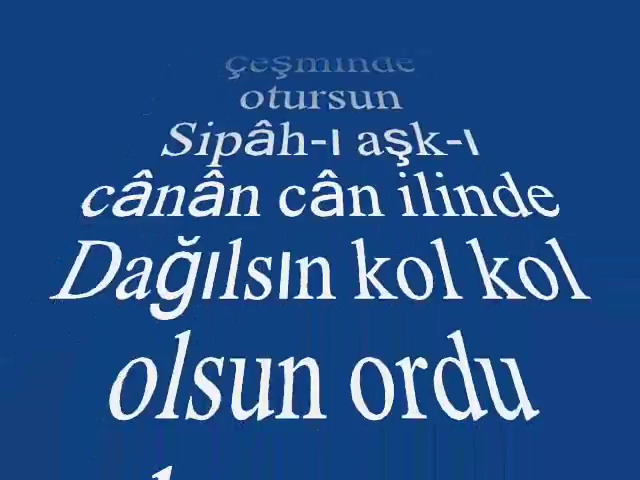 çeşminde
otursun
Sipâh-ı aşk-ı
cânân cân ilinde
Dağılsın kol kol
olsun ordu